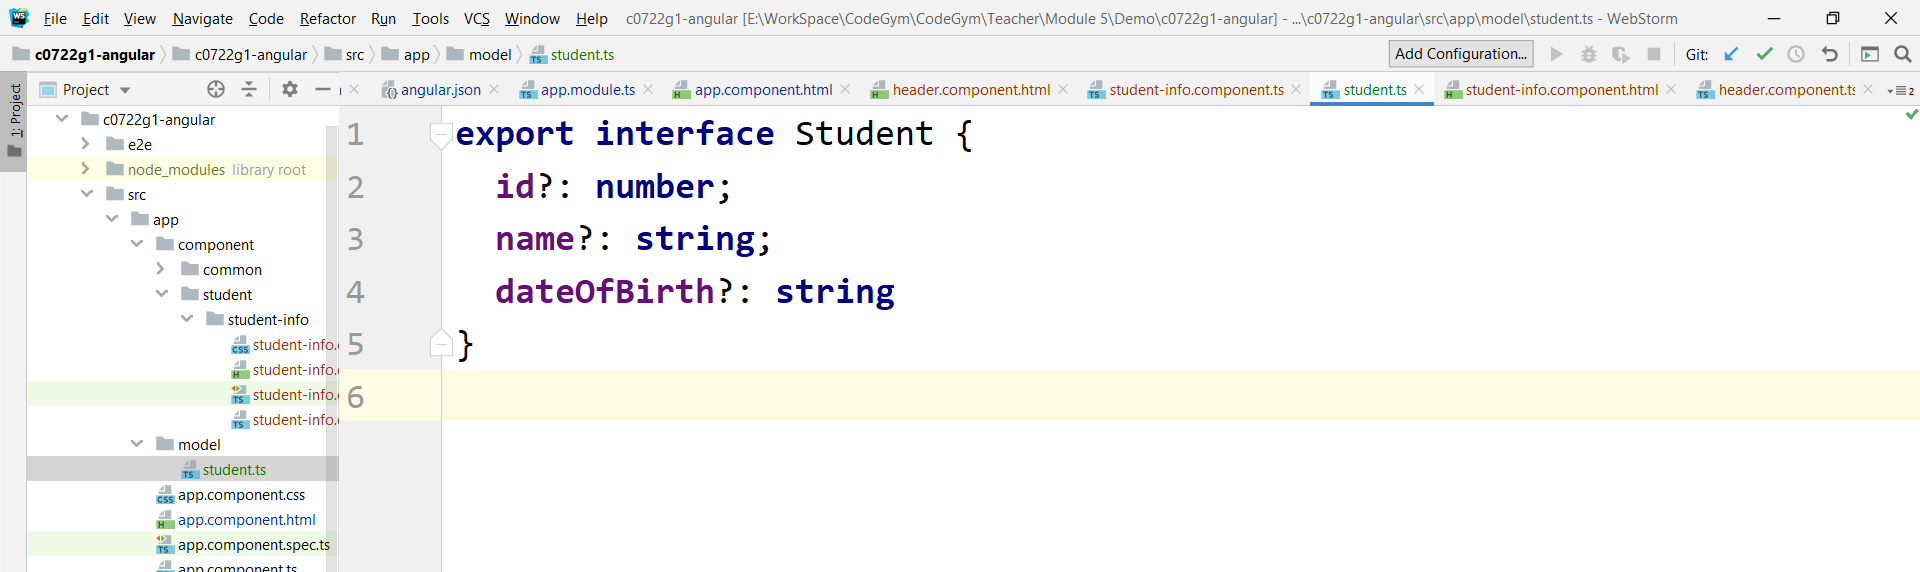 File Edit View Navigate Code Refactor Run Tools VCS Window Help c0722g1-angular [E:\WorkSpace\CodeGym\CodeGym\Teacher\Module 5\Demo\c0722g1-angular] - ...\c0722g1-angular\src\app\model\student.ts - WebStorm
c0722g1-angular c0722g1-angular src app model student.ts Add Configuration... Git:
Project angular.json app.module.ts app.component.html header.component.html student-info.component.ts student.ts student-info.component.html header.component.ts 2
1: Project
c0722g1-angular
e2e
node_modules library root
src
app
component
common
student
student-info
student-info.
student-info.
student-info.
student-info.
model
student.ts
app.component.css
app.component.html
app.component.spec.ts
app.component.ts
1 export interface Student {
2 id?: number;
3 name?: string;
4 dateOfBirth?: string
5 }
6